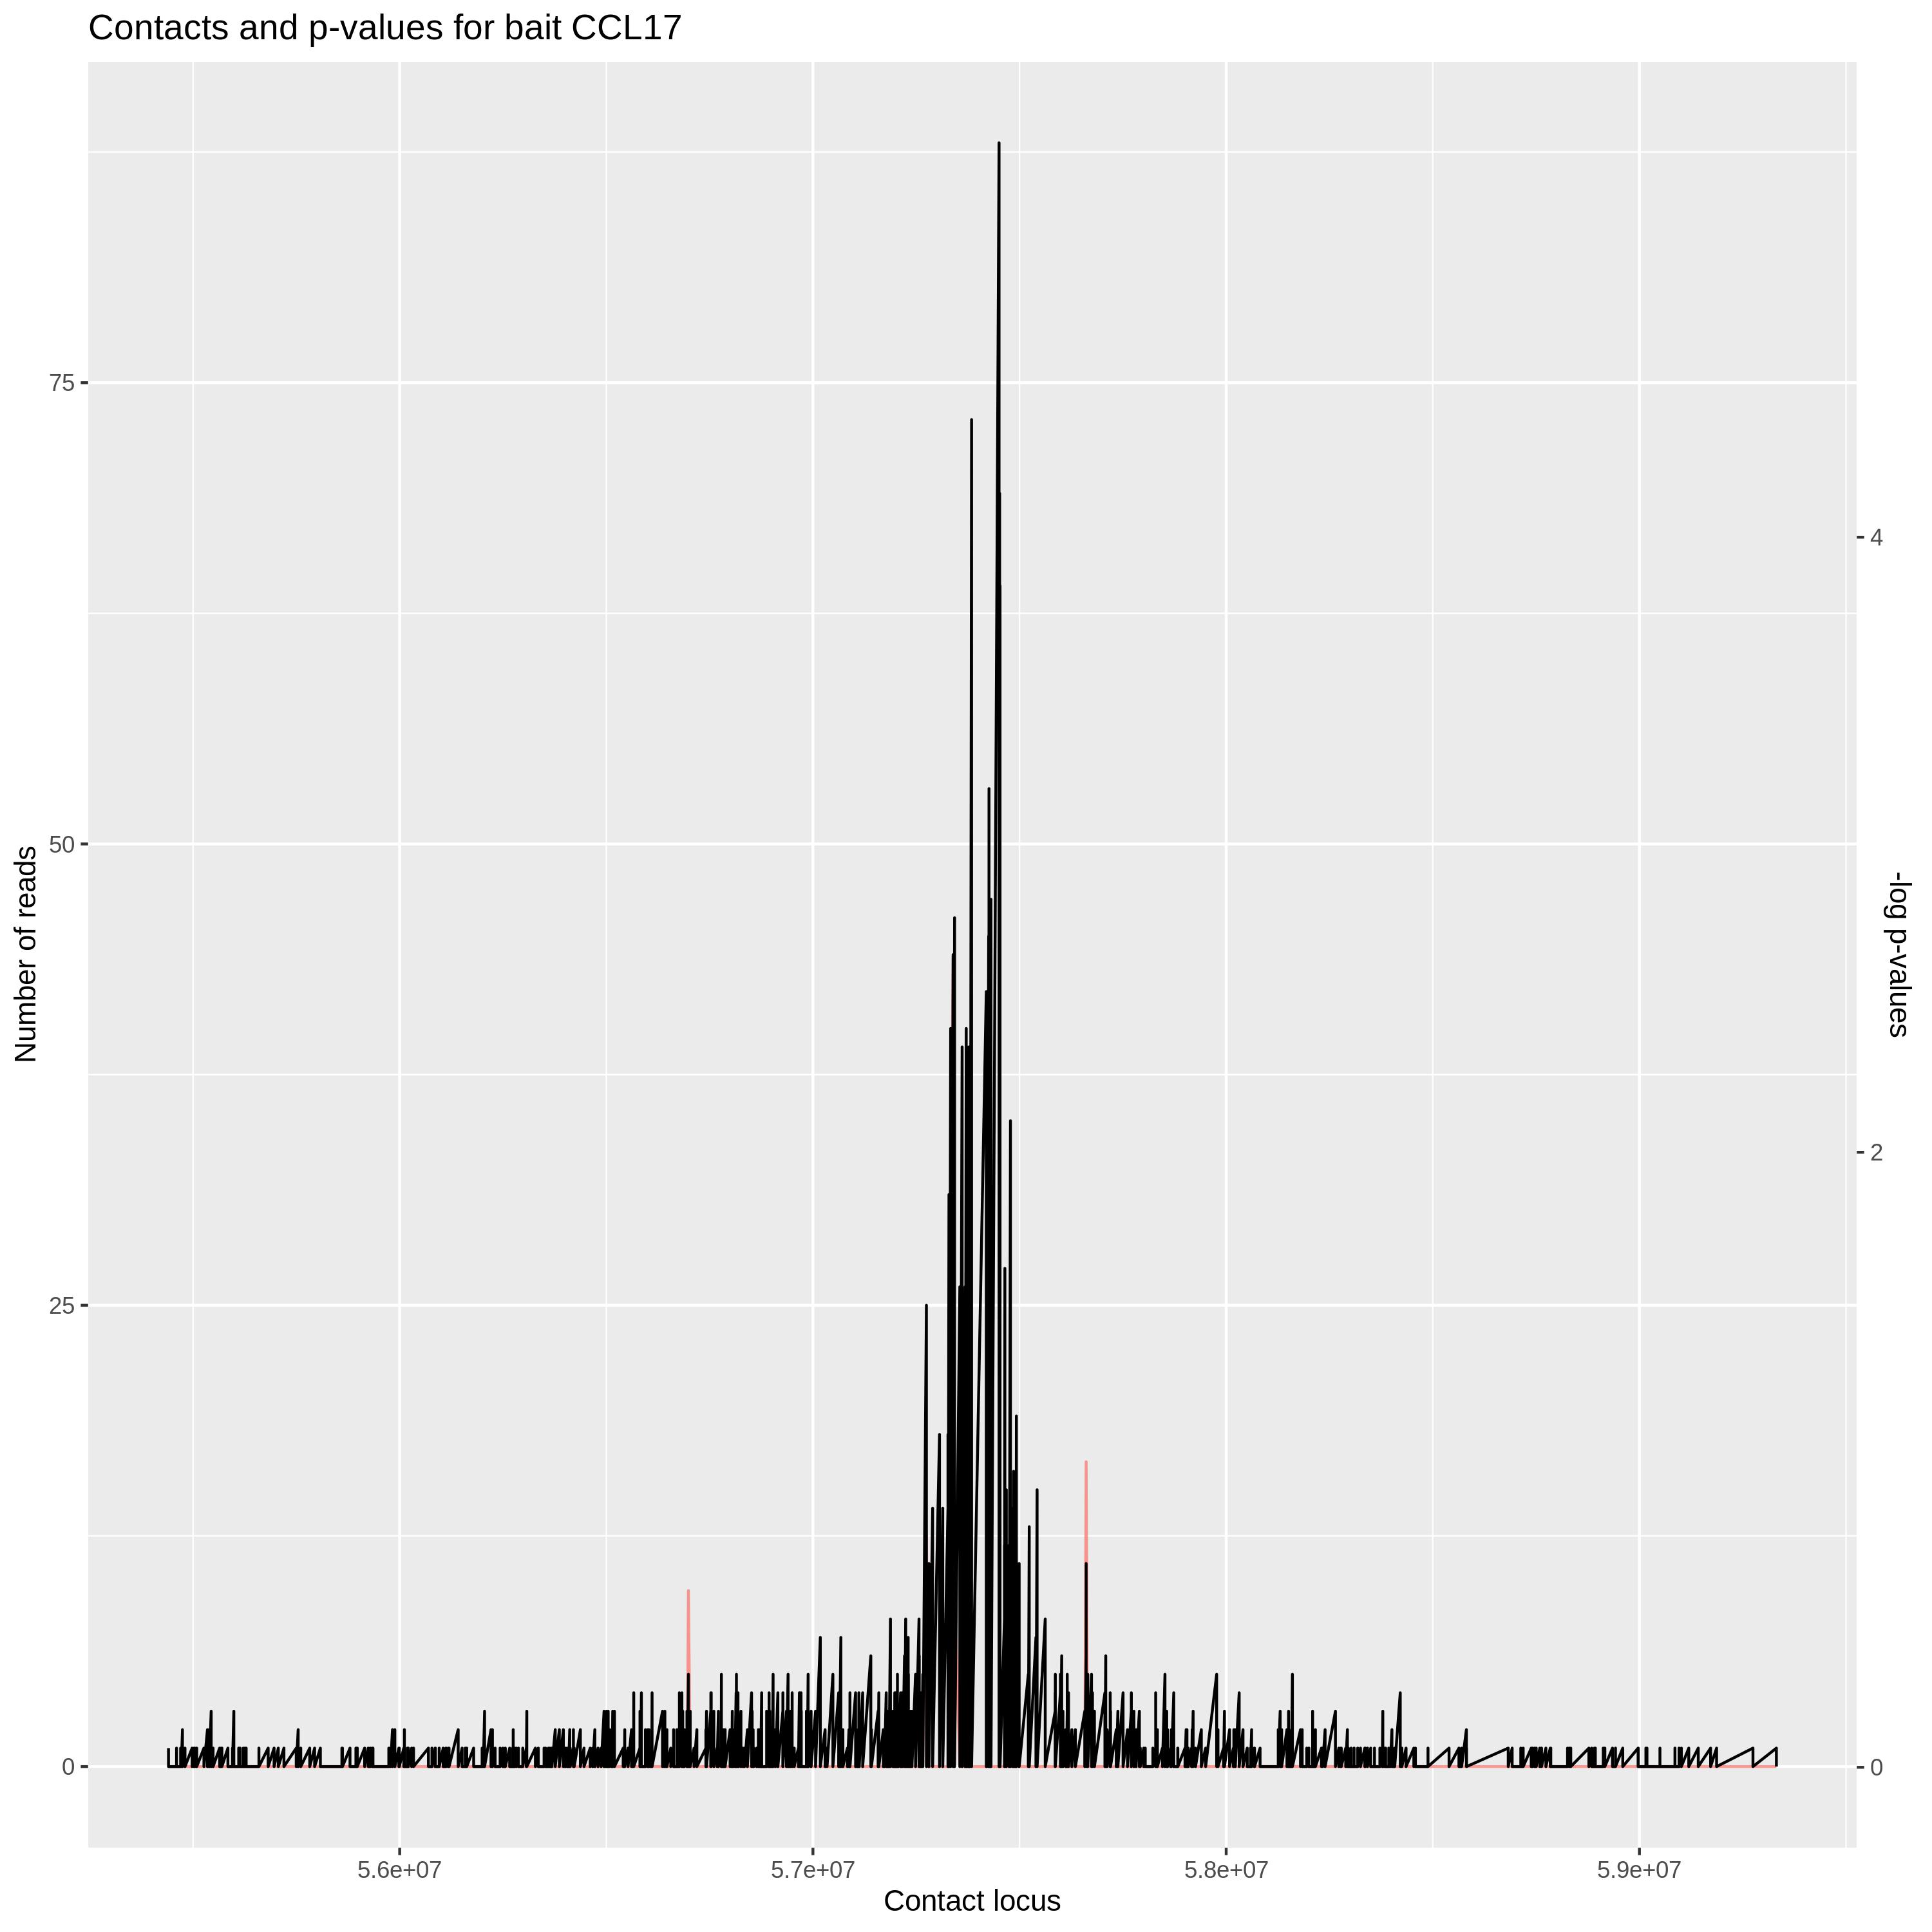 Contacts and p-values for bait CCL17
75
50
25
0
Number of reads
4
2
0
-log p-values
5.6e+07
5.7e+07
5.8e+07
5.9e+07
Contact locus